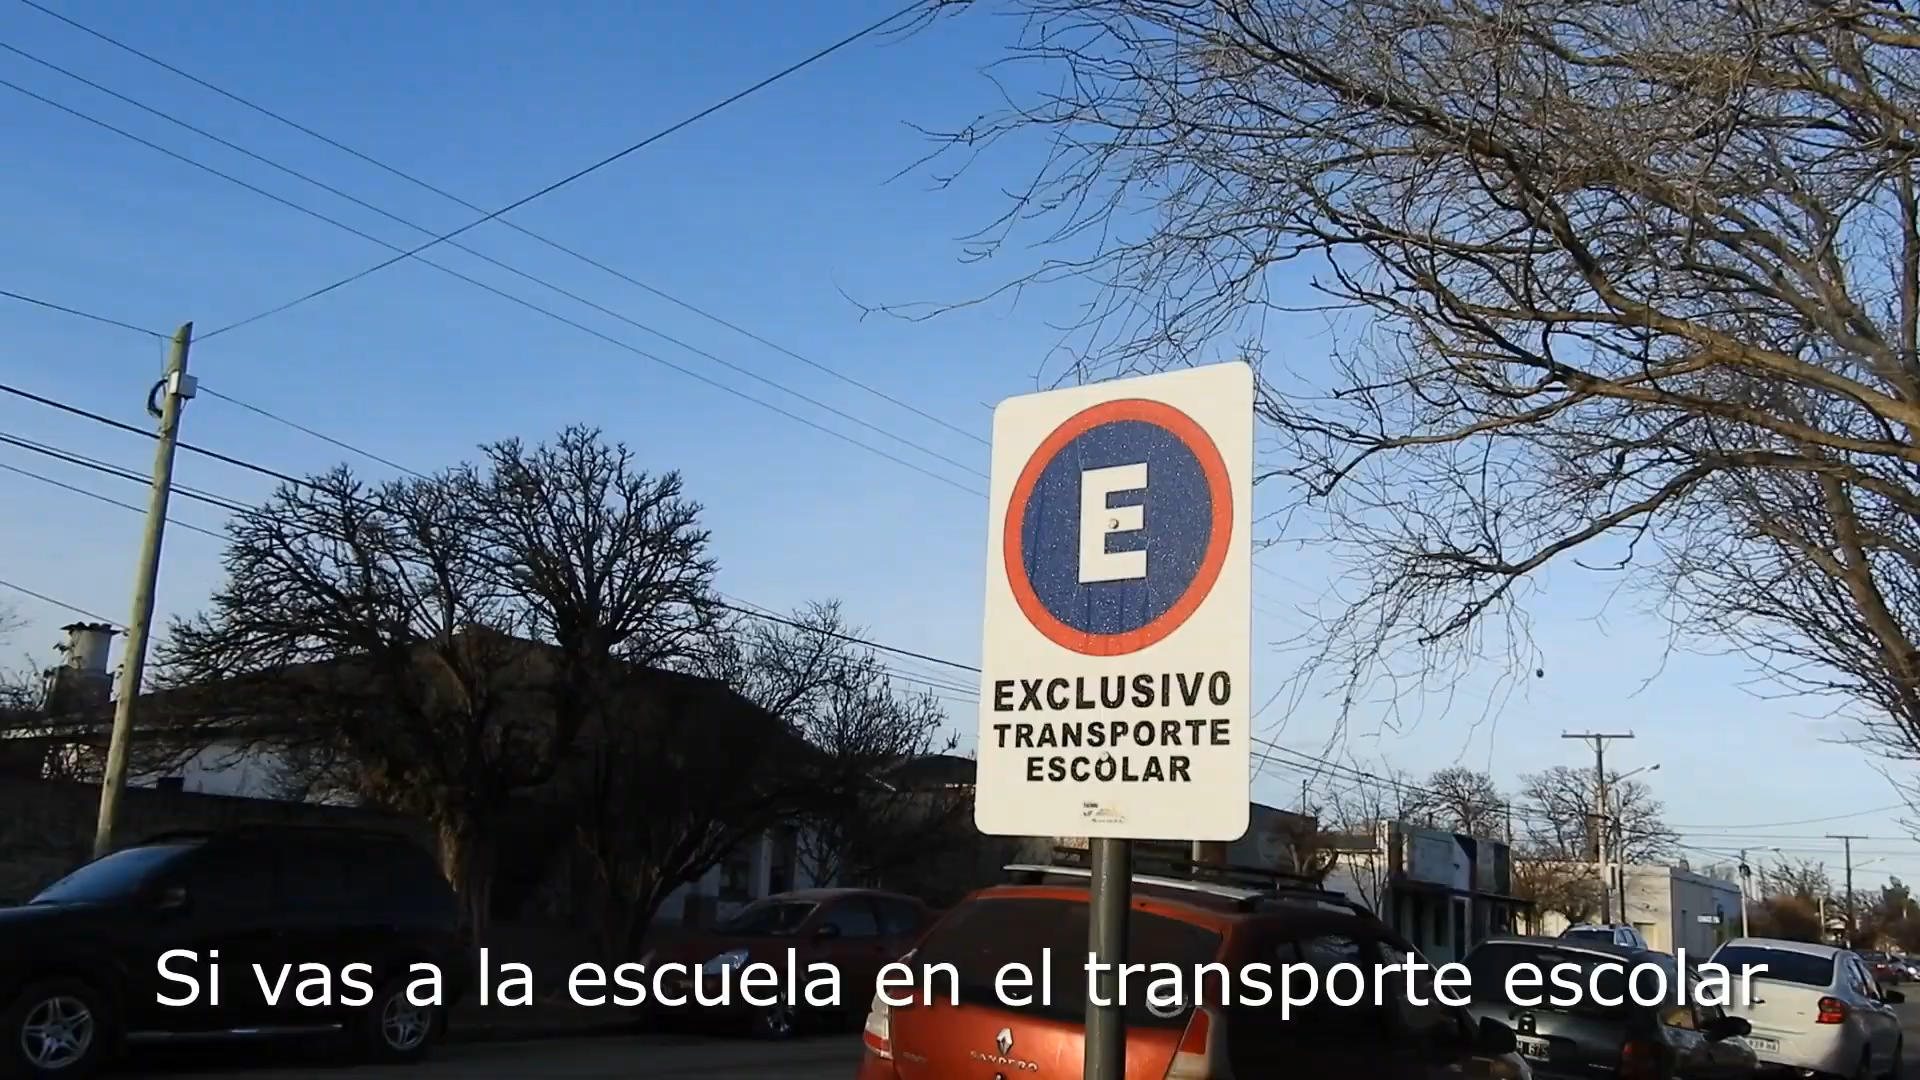 E
EXCLUSIVO
TRANSPORTE
ESCOLAR
SANDERO
Si vas a la escuela en el transporte escolar